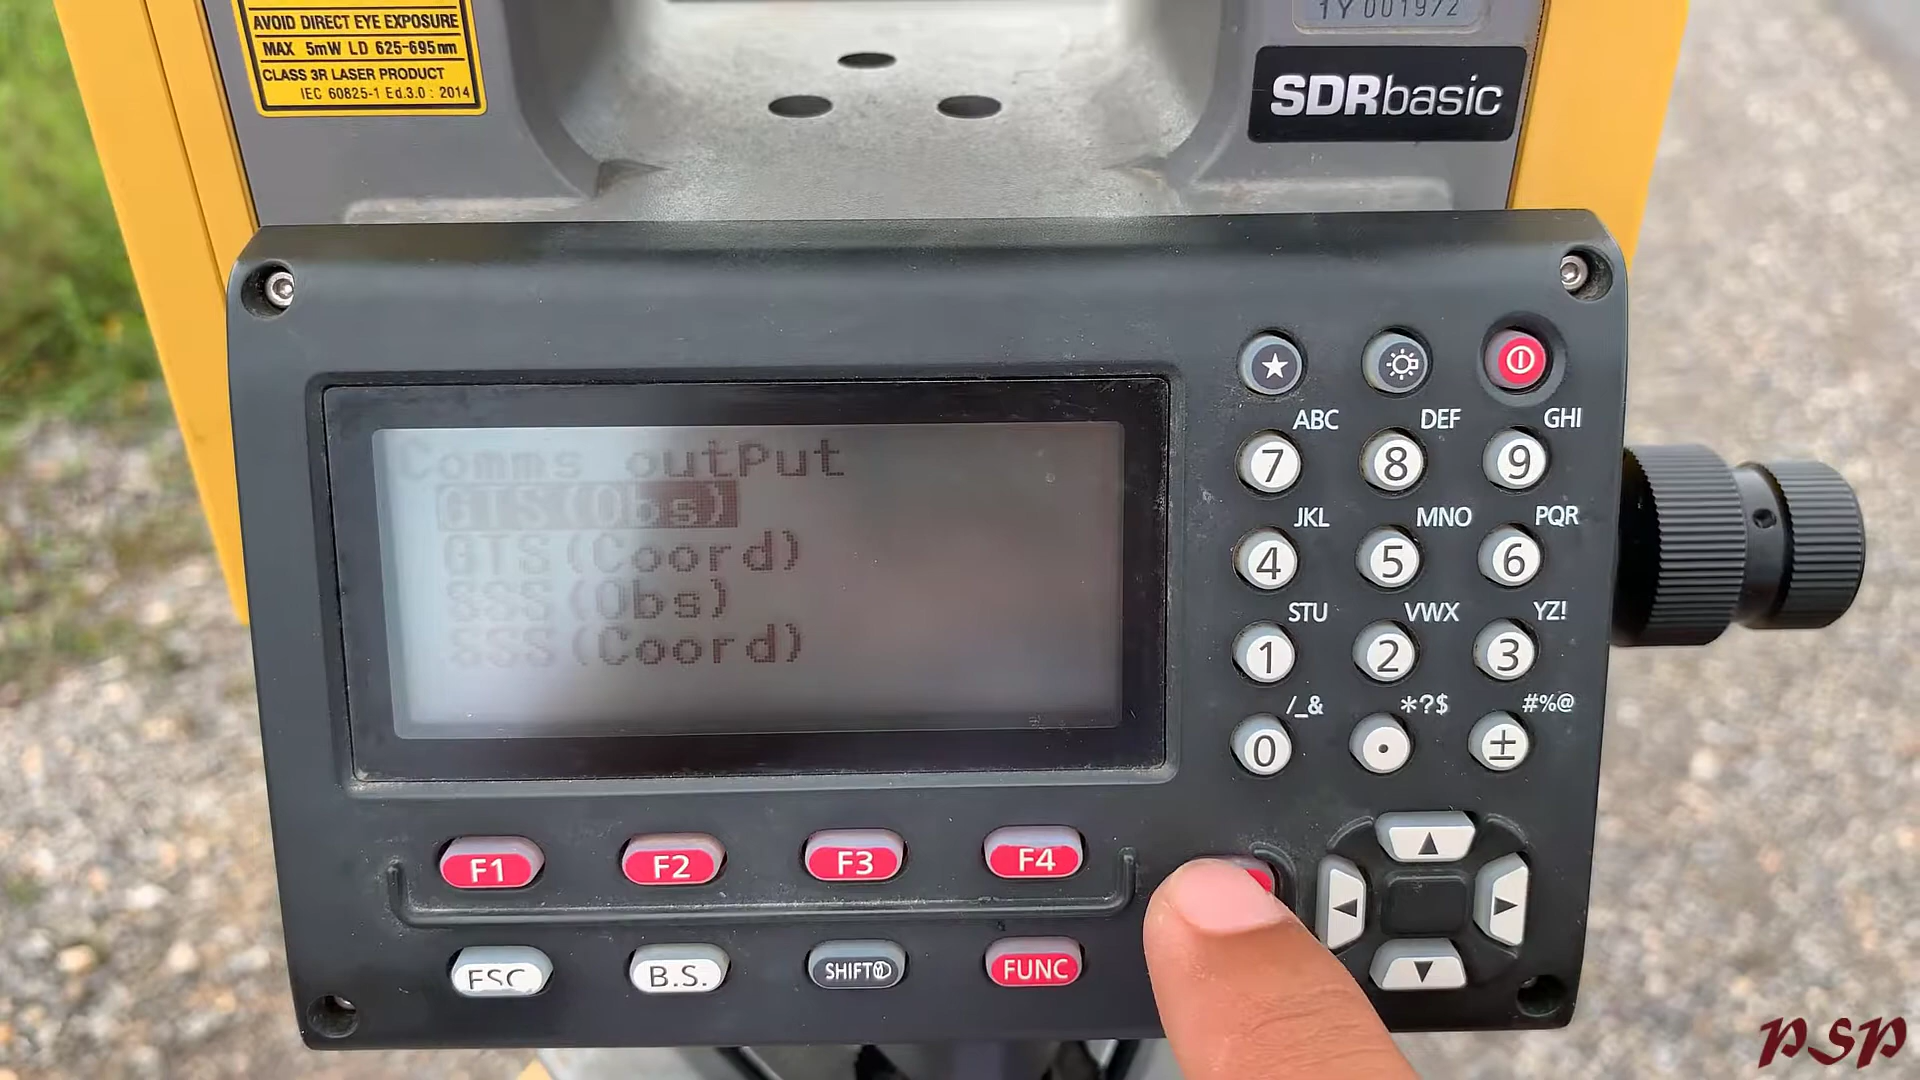 AVOID DIRECT EYE EXPOSURE
MAX 5mW LD 625-695nm
CLASS 3R LASER PRODUCT
IEC 60825-1 Ed.3.0 : 2014
1Y 001972
SDRbasic
Comms outPut
GTS(Obs)
GTS(Coord)
SSS(Obs)
SSS(Coord)
ABC DEF GHI
7 8 9
JKL MNO PQR
4 5 6
STU VWX YZ!
1 2 3
/_& *?$ #%@
0 • ±
F1 F2 F3 F4
ESC B.S. SHIFT FUNC
PSP